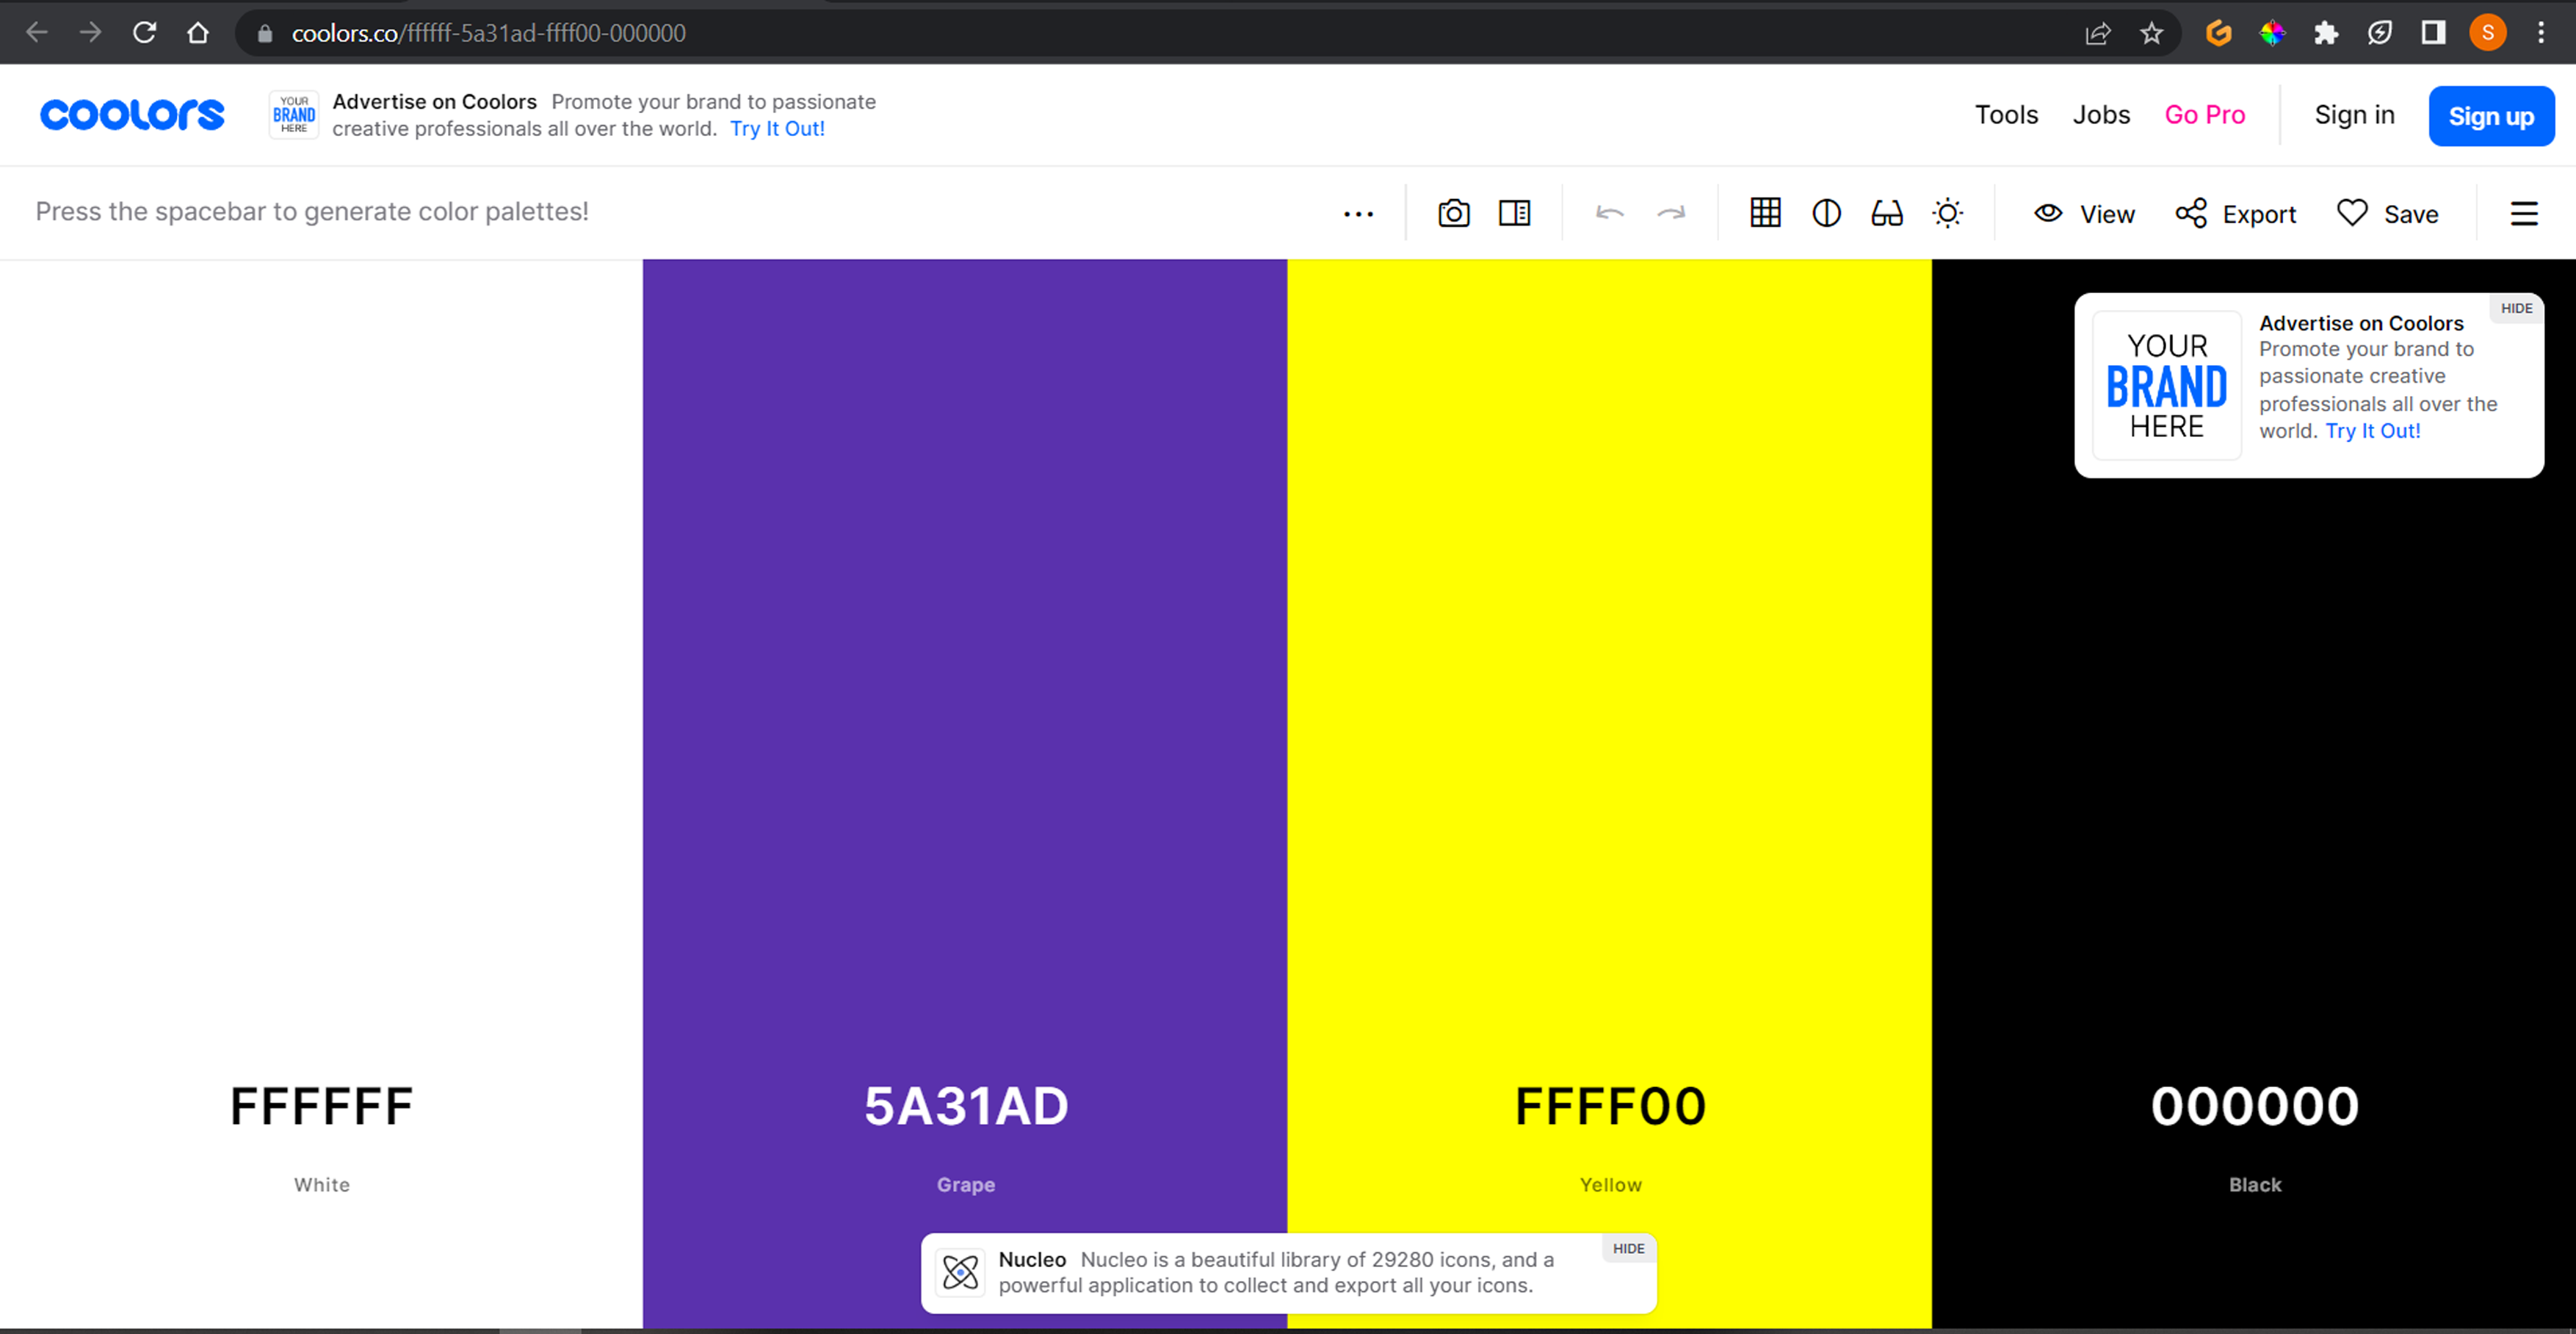 coolors.co/ffffff-5a31ad-ffff00-000000
S
coolors
YOUR
BRAND
HERE
Advertise on Coolors Promote your brand to passionate
creative professionals all over the world. Try It Out!
Tools
Jobs
Go Pro
Sign in
Sign up
Press the spacebar to generate color palettes!
View
Export
Save
HIDE
YOUR
BRAND
HERE
Advertise on Coolors
Promote your brand to
passionate creative
professionals all over the
world. Try It Out!
FFFFFF
White
5A31AD
Grape
FFFF00
Yellow
000000
Black
Nucleo Nucleo is a beautiful library of 29280 icons, and a
powerful application to collect and export all your icons.
HIDE